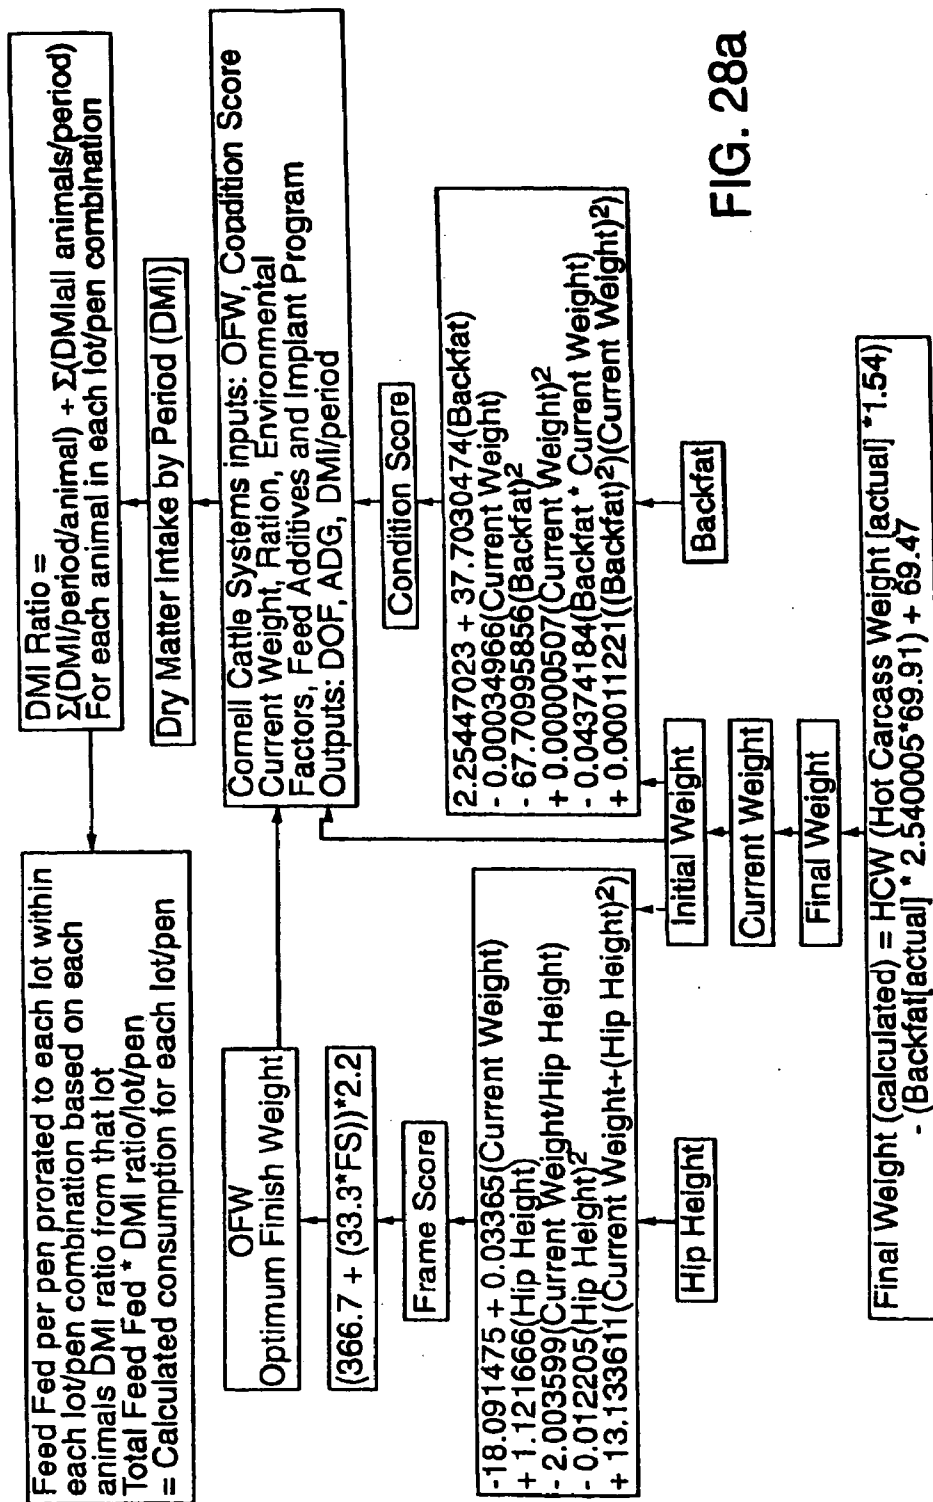 Feed Fed per pen prorated to each lot within
each lot/pen combination based on each
animals DMI ratio from that lot
Total Feed Fed * DMI ratio/lot/pen
= Calculated consumption for each lot/pen
DMI Ratio =
Σ(DMI/period/animal) + Σ(DMIall animals/period)
For each animal in each lot/pen combination
Dry Matter Intake by Period (DMI)
OFW
Optimum Finish Weight
Cornell Cattle Systems inputs: OFW, Condition Score
Current Weight, Ration, Environmental
Factors, Feed Additives and Implant Program
Outputs: DOF, ADG, DMI/period
(366.7 + (33.3*FS))*2.2
Frame Score
Condition Score
-18.091475 + 0.03365(Current Weight)
+ 1.121666(Hip Height)
- 2.003599(Current Weight/Hip Height)
- 0.012205(Hip Height)2
+ 13.133611(Current Weight÷(Hip Height)2)
2.25447023 + 37.7030474(Backfat)
- 0.00034966(Current Weight)
- 67.70995856(Backfat)2
+ 0.00000507(Current Weight)2
- 0.04374184(Backfat * Current Weight)
+ 0.00011221((Backfat)2)(Current Weight)2)
Hip Height
Initial Weight
Backfat
Current Weight
Final Weight
Final Weight (calculated) = HCW (Hot Carcass Weight [actual] *1.54)
- (Backfat[actual] * 2.540005*69.91) + 69.47
FIG. 28a